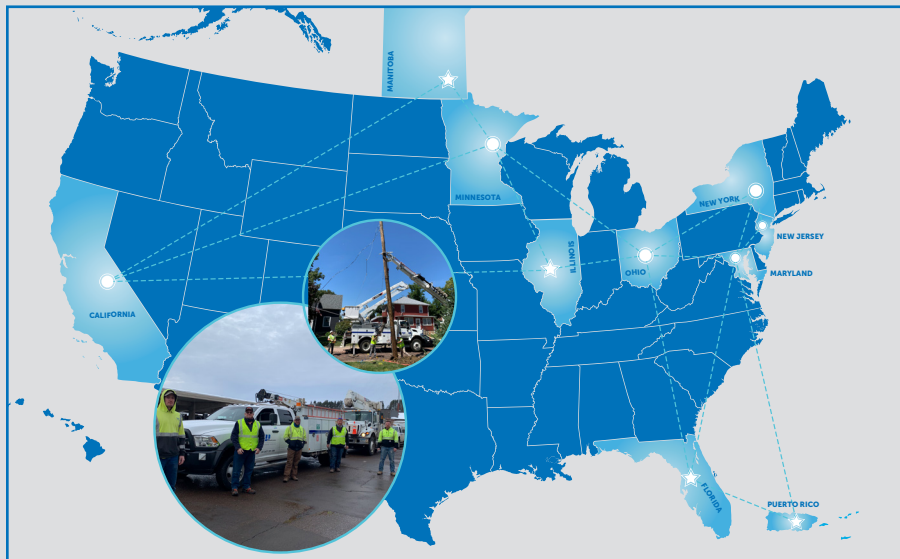 MANITOBA
MINNESOTA
NEW YORK
NEW JERSEY
ILLINOIS
OHIO
MARYLAND
CALIFORNIA
FLORIDA
PUERTO RICO